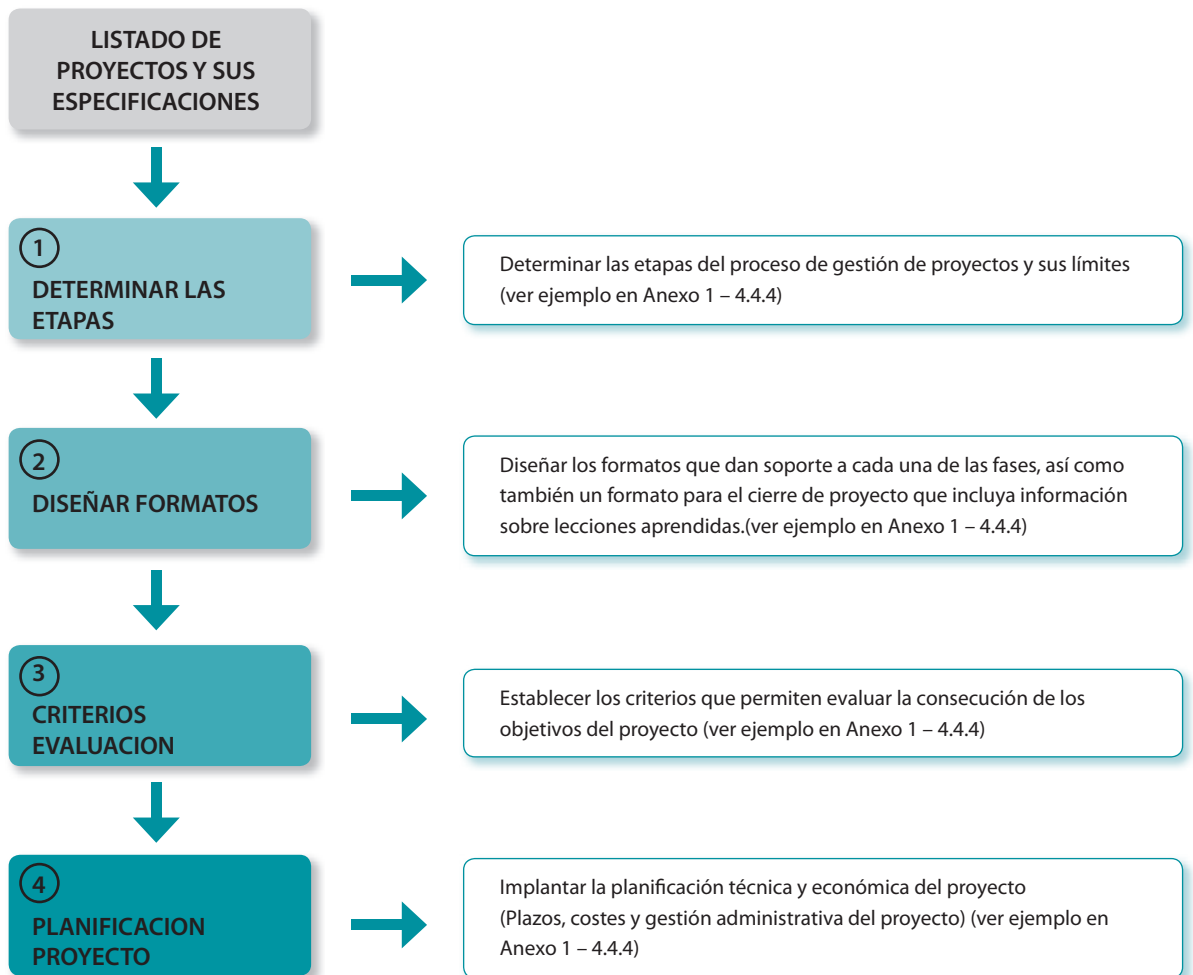 LISTADO DE
PROYECTOS Y SUS
ESPECIFICACIONES
1
DETERMINAR LAS
ETAPAS
Determinar las etapas del proceso de gestión de proyectos y sus límites
(ver ejemplo en Anexo 1 – 4.4.4)
2
DISEÑAR FORMATOS
Diseñar los formatos que dan soporte a cada una de las fases, así como
también un formato para el cierre de proyecto que incluya información
sobre lecciones aprendidas.(ver ejemplo en Anexo 1 – 4.4.4)
3
CRITERIOS
EVALUACION
Establecer los criterios que permiten evaluar la consecución de los
objetivos del proyecto (ver ejemplo en Anexo 1 – 4.4.4)
4
PLANIFICACION
PROYECTO
Implantar la planificación técnica y económica del proyecto
(Plazos, costes y gestión administrativa del proyecto) (ver ejemplo en
Anexo 1 – 4.4.4)